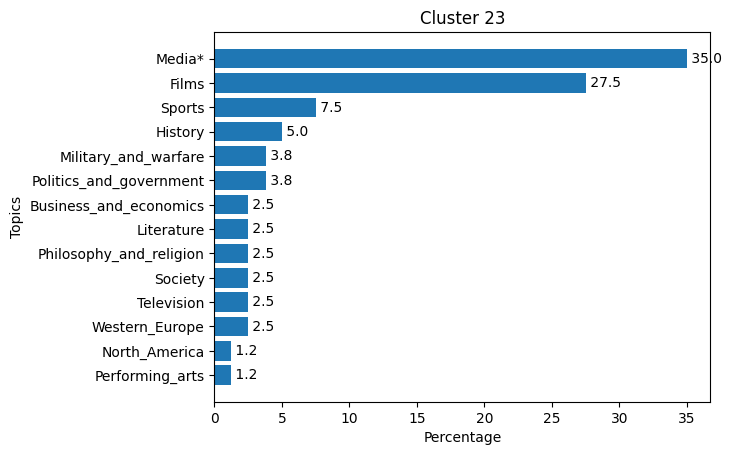 Cluster 23
Media* 35.0
Films 27.5
Sports 7.5
History 5.0
Military_and_warfare 3.8
Politics_and_government 3.8
Business_and_economics 2.5
Literature 2.5
Philosophy_and_religion 2.5
Society 2.5
Television 2.5
Western_Europe 2.5
North_America 1.2
Performing_arts 1.2
Topics
0 5 10 15 20 25 30 35
Percentage